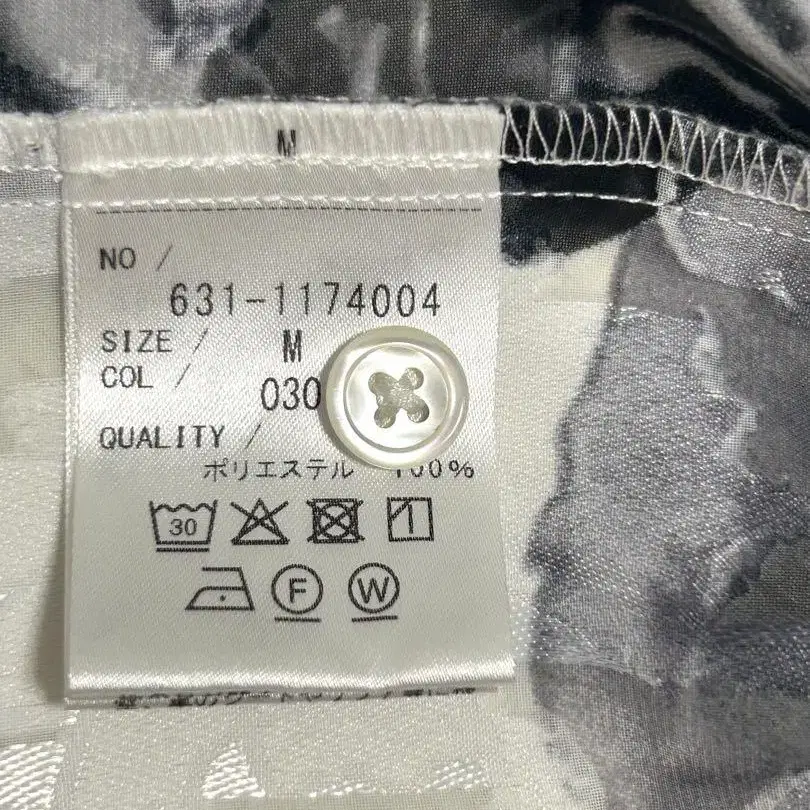 M
NO /
631-1174004
SIZE / M
COL / 030
QUALITY /
ポリエステル 100%
30
F W